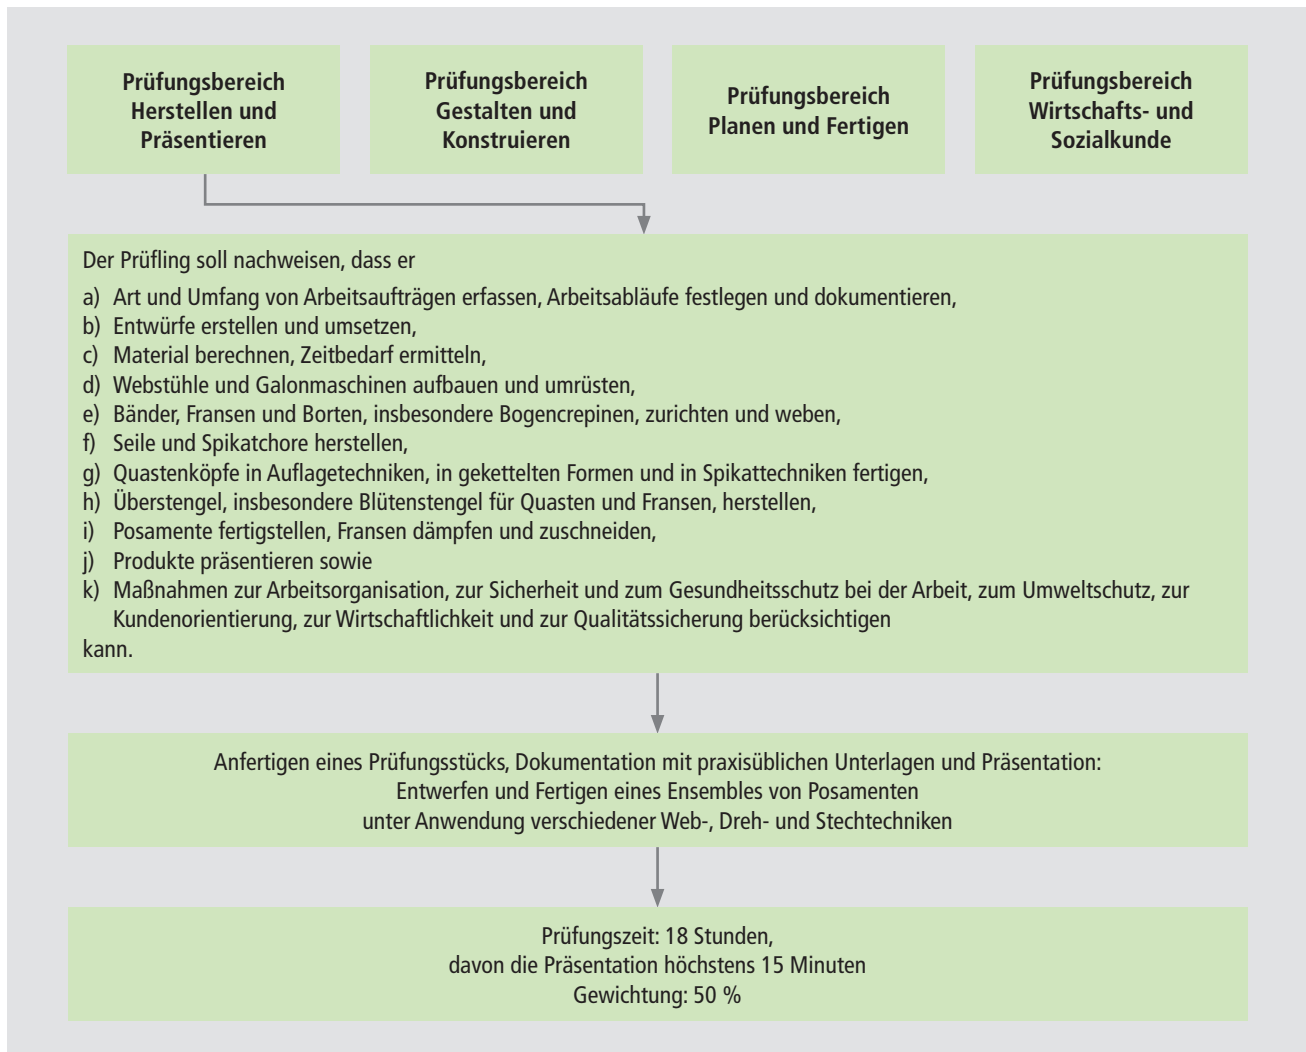 Prüfungsbereich
Herstellen und
Präsentieren
Prüfungsbereich
Gestalten und
Konstruieren
Prüfungsbereich
Planen und Fertigen
Prüfungsbereich
Wirtschafts- und
Sozialkunde
Der Prüfling soll nachweisen, dass er
a) Art und Umfang von Arbeitsaufträgen erfassen, Arbeitsabläufe festlegen und dokumentieren,
b) Entwürfe erstellen und umsetzen,
c) Material berechnen, Zeitbedarf ermitteln,
d) Webstühle und Galonmaschinen aufbauen und umrüsten,
e) Bänder, Fransen und Borten, insbesondere Bogencrepinen, zurichten und weben,
f) Seile und Spikatchore herstellen,
g) Quastenköpfe in Auflagetechniken, in gekettelten Formen und in Spikattechniken fertigen,
h) Überstengel, insbesondere Blütenstengel für Quasten und Fransen, herstellen,
i) Posamente fertigstellen, Fransen dämpfen und zuschneiden,
j) Produkte präsentieren sowie
k) Maßnahmen zur Arbeitsorganisation, zur Sicherheit und zum Gesundheitsschutz bei der Arbeit, zum Umweltschutz, zur
Kundenorientierung, zur Wirtschaftlichkeit und zur Qualitätssicherung berücksichtigen
kann.
Anfertigen eines Prüfungsstücks, Dokumentation mit praxisüblichen Unterlagen und Präsentation:
Entwerfen und Fertigen eines Ensembles von Posamenten
unter Anwendung verschiedener Web-, Dreh- und Stechtechniken
Prüfungszeit: 18 Stunden,
davon die Präsentation höchstens 15 Minuten
Gewichtung: 50 %